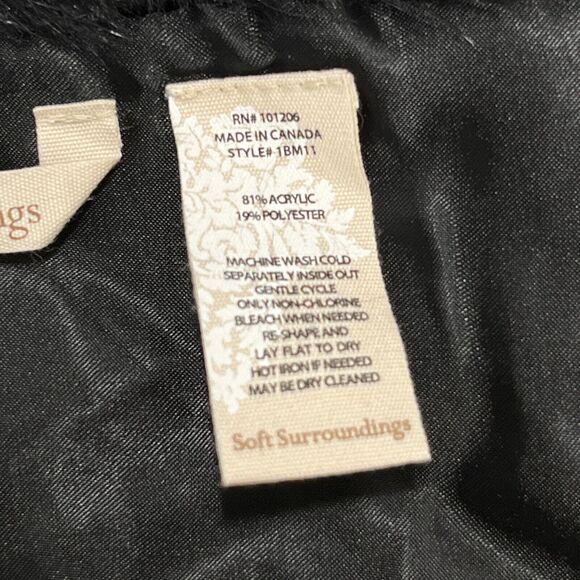 RN# 101206
MADE IN CANADA
STYLE# 1BM11
81% ACRYLIC
19% POLYESTER
MACHINE WASH COLD
SEPARATELY INSIDE OUT
GENTLE CYCLE
ONLY NON-CHLORINE
BLEACH WHEN NEEDED
RE-SHAPE AND
LAY FLAT TO DRY
HOT IRON IF NEEDED
MAY BE DRY CLEANED
Soft Surroundings
ngs